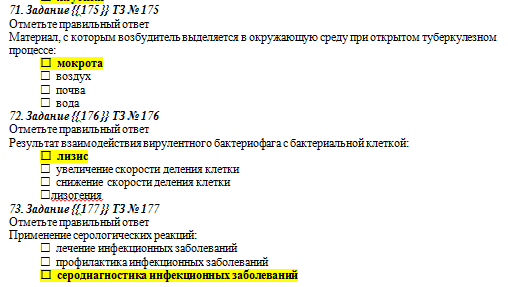 71. Задание {{175}} ТЗ № 175
Отметьте правильный ответ
Материал, с которым возбудитель выделяется в окружающую среду при открытом туберкулезном
процессе:
☐ мокрота
☐ воздух
☐ почва
☐ вода
72. Задание {{176}} ТЗ № 176
Отметьте правильный ответ
Результат взаимодействия вирулентного бактериофага с бактериальной клеткой:
☐ лизис
☐ увеличение скорости деления клетки
☐ снижение скорости деления клетки
☐лизогения
73. Задание {{177}} ТЗ № 177
Отметьте правильный ответ
Применение серологических реакций:
☐ лечение инфекционных заболеваний
☐ профилактика инфекционных заболеваний
☐ серодиагностика инфекционных заболеваний